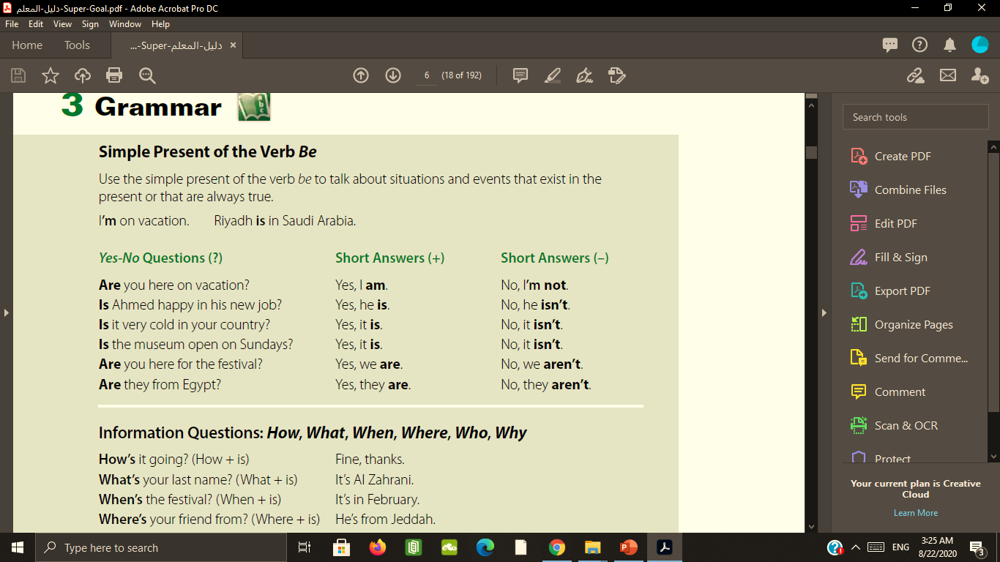 دليل-المعلم-Super-Goal.pdf - Adobe Acrobat Pro DC
File Edit View Sign Window Help
Home Tools دليل-المعلم-Super-... ×
6 (18 of 192)
3 Grammar
abc
Simple Present of the Verb Be
Use the simple present of the verb be to talk about situations and events that exist in the
present or that are always true.
I'm on vacation. Riyadh is in Saudi Arabia.
Yes-No Questions (?) Short Answers (+) Short Answers (–)
Are you here on vacation? Yes, I am. No, I'm not.
Is Ahmed happy in his new job? Yes, he is. No, he isn't.
Is it very cold in your country? Yes, it is. No, it isn't.
Is the museum open on Sundays? Yes, it is. No, it isn't.
Are you here for the festival? Yes, we are. No, we aren't.
Are they from Egypt? Yes, they are. No, they aren't.
Information Questions: How, What, When, Where, Who, Why
How's it going? (How + is) Fine, thanks.
What's your last name? (What + is) It's Al Zahrani.
When's the festival? (When + is) It's in February.
Where's your friend from? (Where + is) He's from Jeddah.
Search tools
Create PDF
Combine Files
Edit PDF
Fill & Sign
Export PDF
Organize Pages
Send for Comme...
Comment
Scan & OCR
Protect
Your current plan is Creative
Cloud
Learn More
Type here to search
ENG
3:25 AM
8/22/2020
3